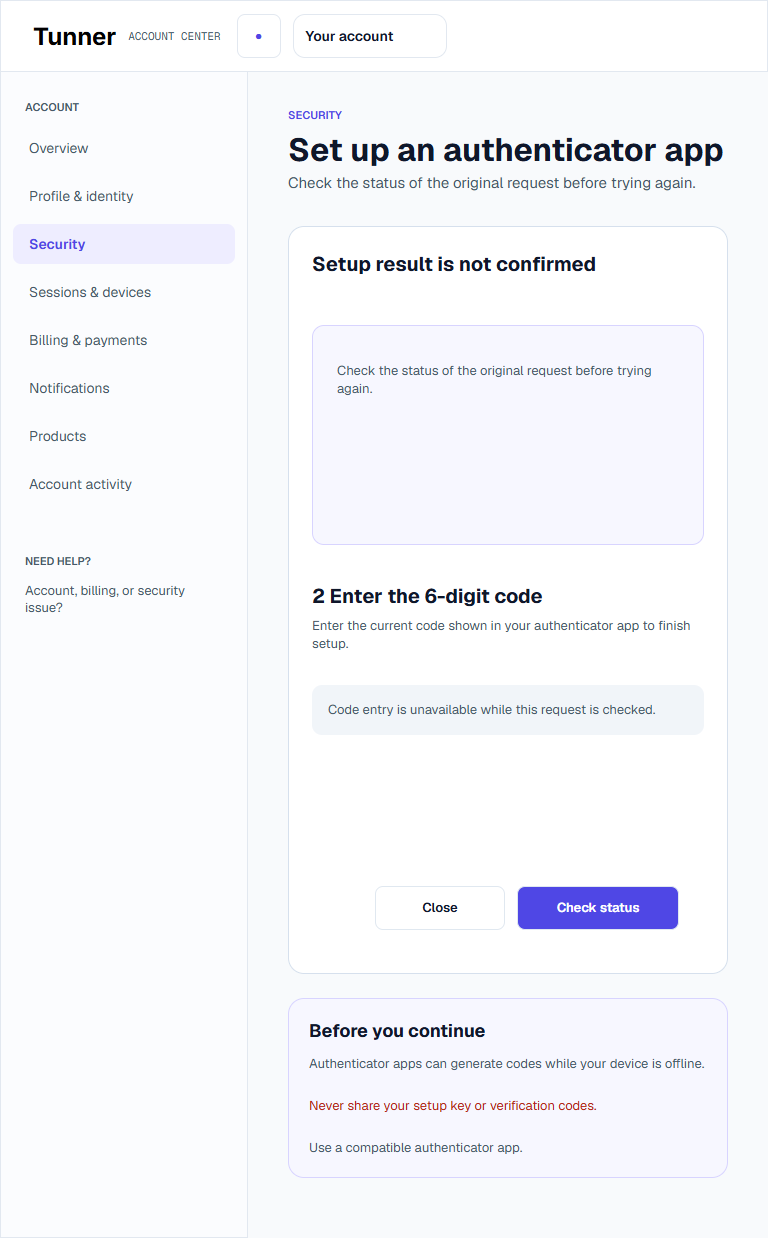 Tunner ACCOUNT CENTER
Your account
ACCOUNT
Overview
Profile & identity
Security
Sessions & devices
Billing & payments
Notifications
Products
Account activity
NEED HELP?
Account, billing, or security
issue?
SECURITY
Set up an authenticator app
Check the status of the original request before trying again.
Setup result is not confirmed
Check the status of the original request before trying
again.
2 Enter the 6-digit code
Enter the current code shown in your authenticator app to finish
setup.
Code entry is unavailable while this request is checked.
Close
Check status
Before you continue
Authenticator apps can generate codes while your device is offline.
Never share your setup key or verification codes.
Use a compatible authenticator app.